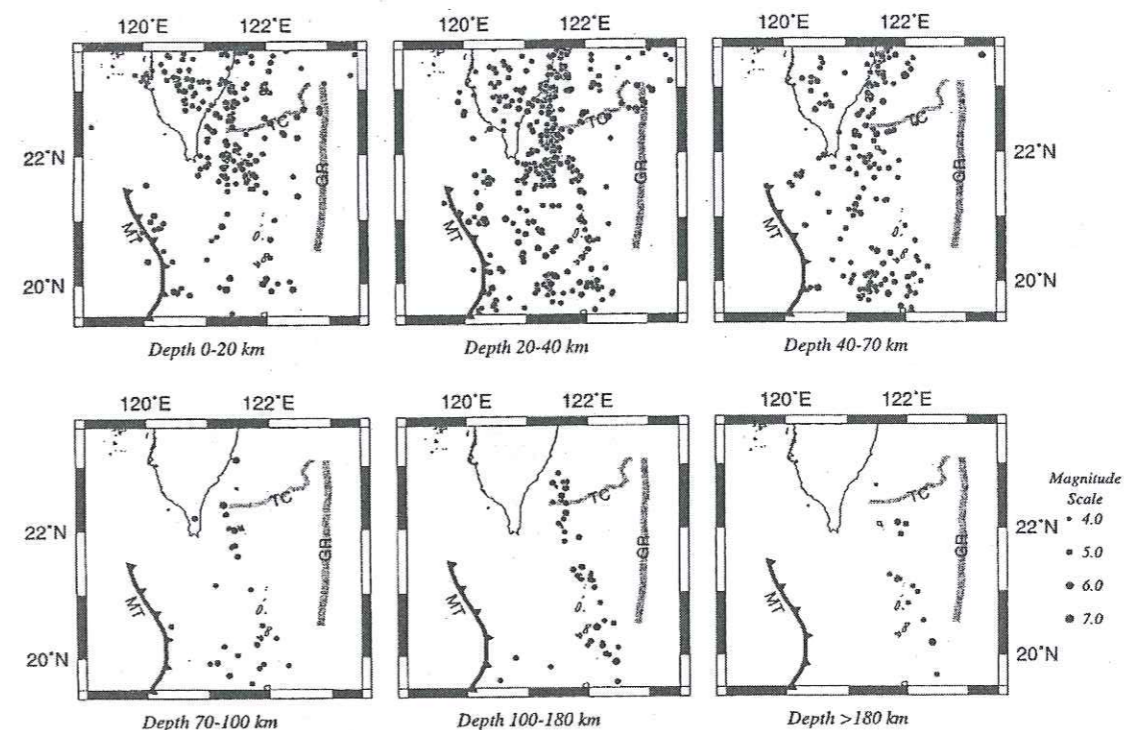 120°E 122°E 120°E 122°E 120°E 122°E
TC TC TC
22°N 22°N
GR GR GR
MT MT MT
20°N 20°N
Depth 0-20 km Depth 20-40 km Depth 40-70 km
120°E 122°E 120°E 122°E 120°E 122°E
Magnitude
Scale
TC TC TC
4.0
22°N 22°N
5.0
GR GR GR
6.0
MT MT MT
7.0
20°N 20°N
Depth 70-100 km Depth 100-180 km Depth >180 km